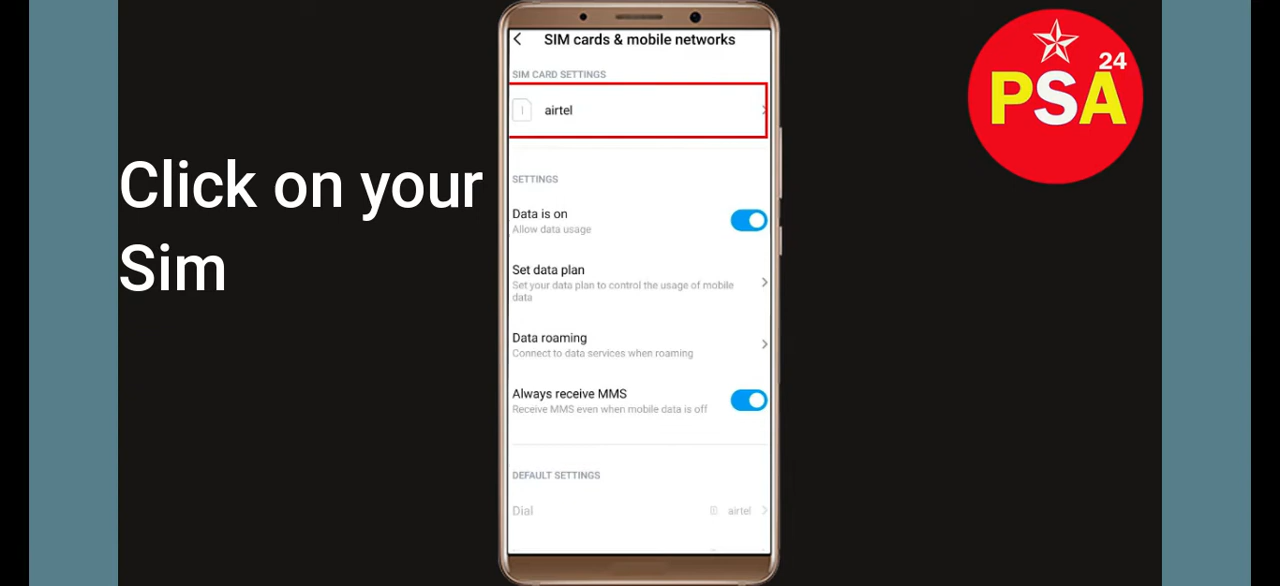 Click on your
Sim
SIM cards & mobile networks
SIM CARD SETTINGS
1
airtel
SETTINGS
Data is on
Allow data usage
Set data plan
Set your data plan to control the usage of mobile
data
Data roaming
Connect to data services when roaming
Always receive MMS
Receive MMS even when mobile data is off
DEFAULT SETTINGS
Dial airtel
24
PSA